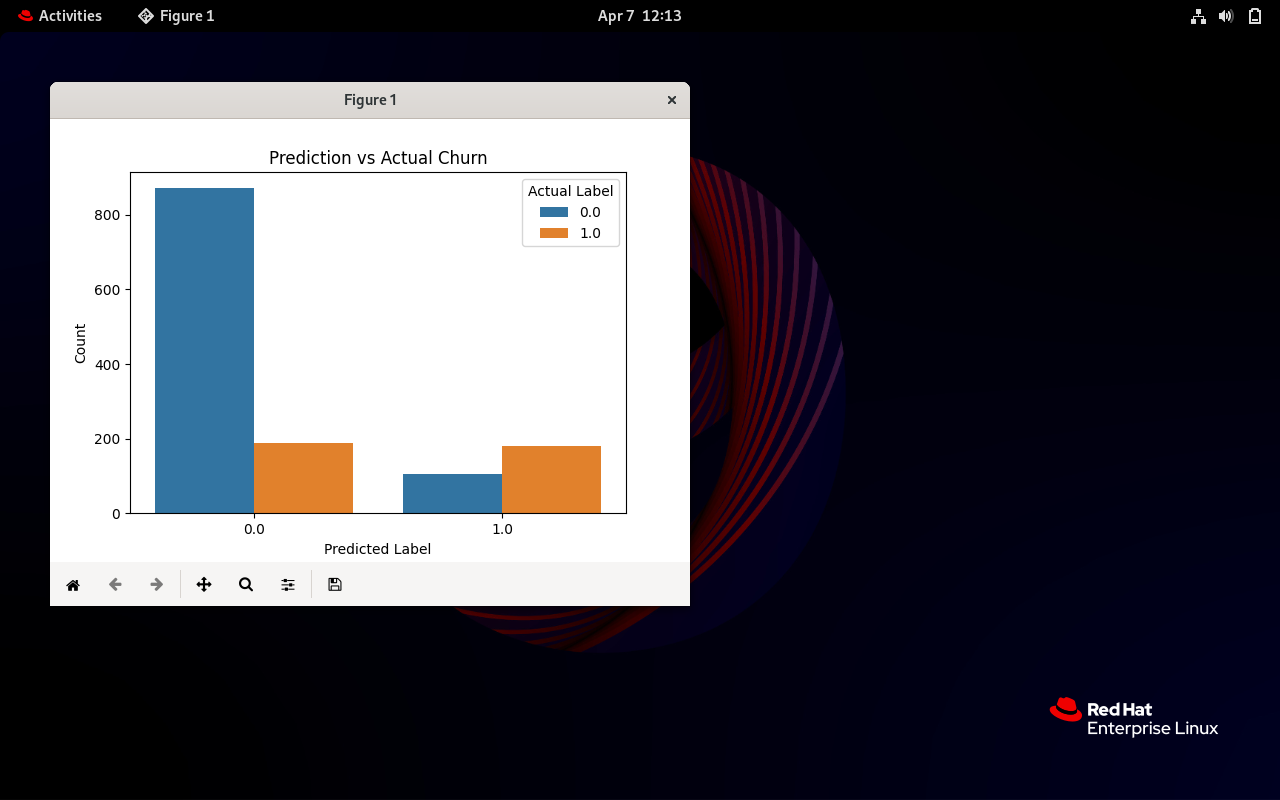 Activities
Figure 1
Apr 7 12:13
Figure 1
Prediction vs Actual Churn
Actual Label
0.0
1.0
Count
800
600
400
200
0
0.0 1.0
Predicted Label
Red Hat
Enterprise Linux